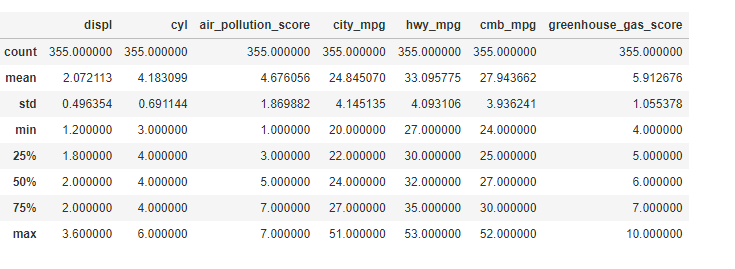 displ cyl air_pollution_score city_mpg hwy_mpg cmb_mpg greenhouse_gas_score
count 355.000000 355.000000 355.000000 355.000000 355.000000 355.000000 355.000000
mean 2.072113 4.183099 4.676056 24.845070 33.095775 27.943662 5.912676
std 0.496354 0.691144 1.869882 4.145135 4.093106 3.936241 1.055378
min 1.200000 3.000000 1.000000 20.000000 27.000000 24.000000 4.000000
25% 1.800000 4.000000 3.000000 22.000000 30.000000 25.000000 5.000000
50% 2.000000 4.000000 5.000000 24.000000 32.000000 27.000000 6.000000
75% 2.000000 4.000000 7.000000 27.000000 35.000000 30.000000 7.000000
max 3.600000 6.000000 7.000000 51.000000 53.000000 52.000000 10.000000